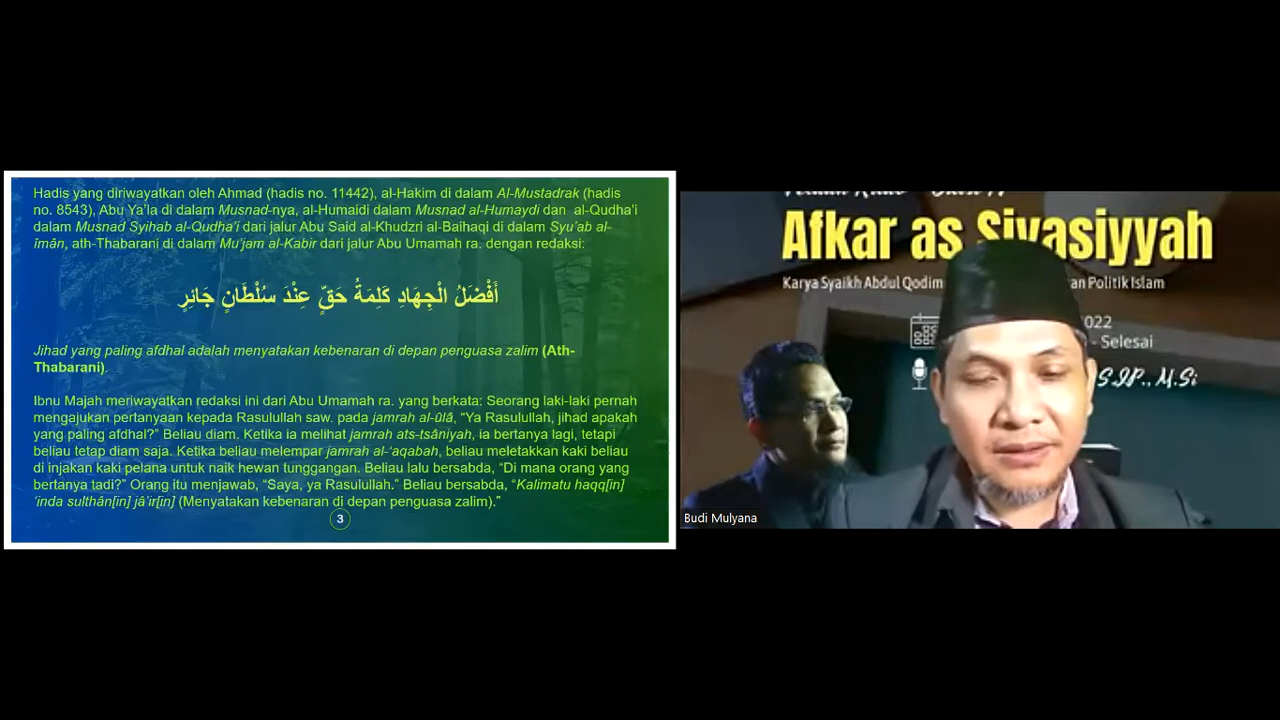 Hadis yang diriwayatkan oleh Ahmad (hadis no. 11442), al-Hakim di dalam Al-Mustadrak (hadis
no. 8543), Abu Ya’la di dalam Musnad-nya, al-Humaidi dalam Musnad al-Humaydi dan al-Qudha’i
dalam Musnad Syihab al-Qudha’i dari jalur Abu Said al-Khudzri al-Baihaqi di dalam Syu’ab al-
îmân, ath-Thabarani di dalam Mu’jam al-Kabir dari jalur Abu Umamah ra. dengan redaksi:
أَفْضَلُ الْجِهَادِ كَلِمَةُ حَقٍّ عِنْدَ سُلْطَانٍ جَائِرٍ
Jihad yang paling afdhal adalah menyatakan kebenaran di depan penguasa zalim (Ath-
Thabarani).
Ibnu Majah meriwayatkan redaksi ini dari Abu Umamah ra. yang berkata: Seorang laki-laki pernah
mengajukan pertanyaan kepada Rasulullah saw. pada jamrah al-ûlâ, “Ya Rasulullah, jihad apakah
yang paling afdhal?” Beliau diam. Ketika ia melihat jamrah ats-tsâniyah, ia bertanya lagi, tetapi
beliau tetap diam saja. Ketika beliau melempar jamrah al-‘aqabah, beliau meletakkan kaki beliau
di injakan kaki pelana untuk naik hewan tunggangan. Beliau lalu bersabda, “Di mana orang yang
bertanya tadi?” Orang itu menjawab, “Saya, ya Rasulullah.” Beliau bersabda, “Kalimatu haqq[in]
‘inda sulthân[in] jâ’ir[in] (Menyatakan kebenaran di depan penguasa zalim).”
3
Afkar as Siyasiyyah
Karya Syaikh Abdul Qodim an Politik Islam
2022
- Selesai
S.IP., M.Si
Budi Mulyana